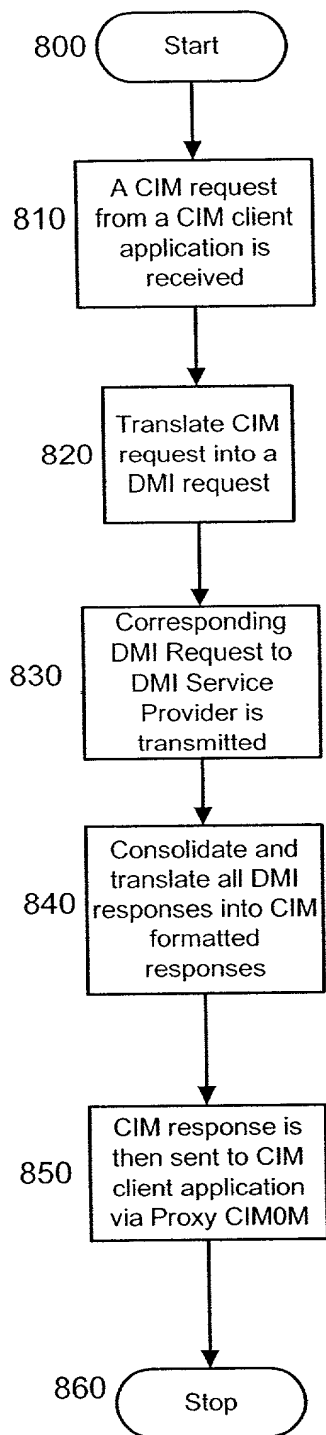 800
Start
810
A CIM request
from a CIM client
application is
received
820
Translate CIM
request into a
DMI request
830
Corresponding
DMI Request to
DMI Service
Provider is
transmitted
840
Consolidate and
translate all DMI
responses into CIM
formatted
responses
850
CIM response is
then sent to CIM
client application
via Proxy CIM0M
860
Stop